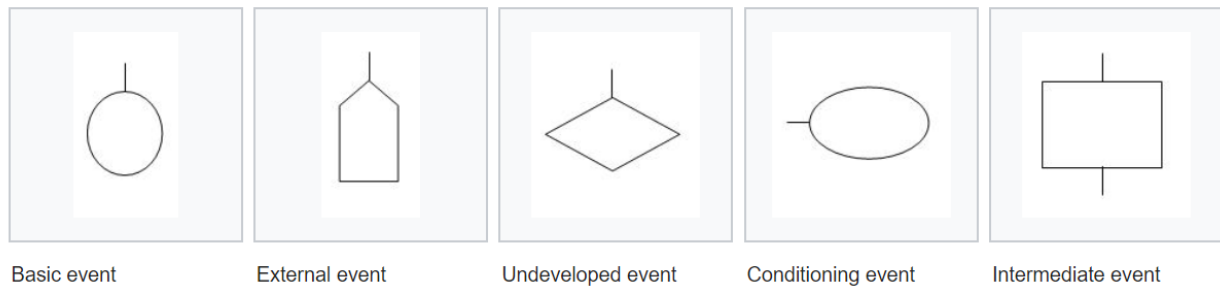 Basic event
External event
Undeveloped event
Conditioning event
Intermediate event